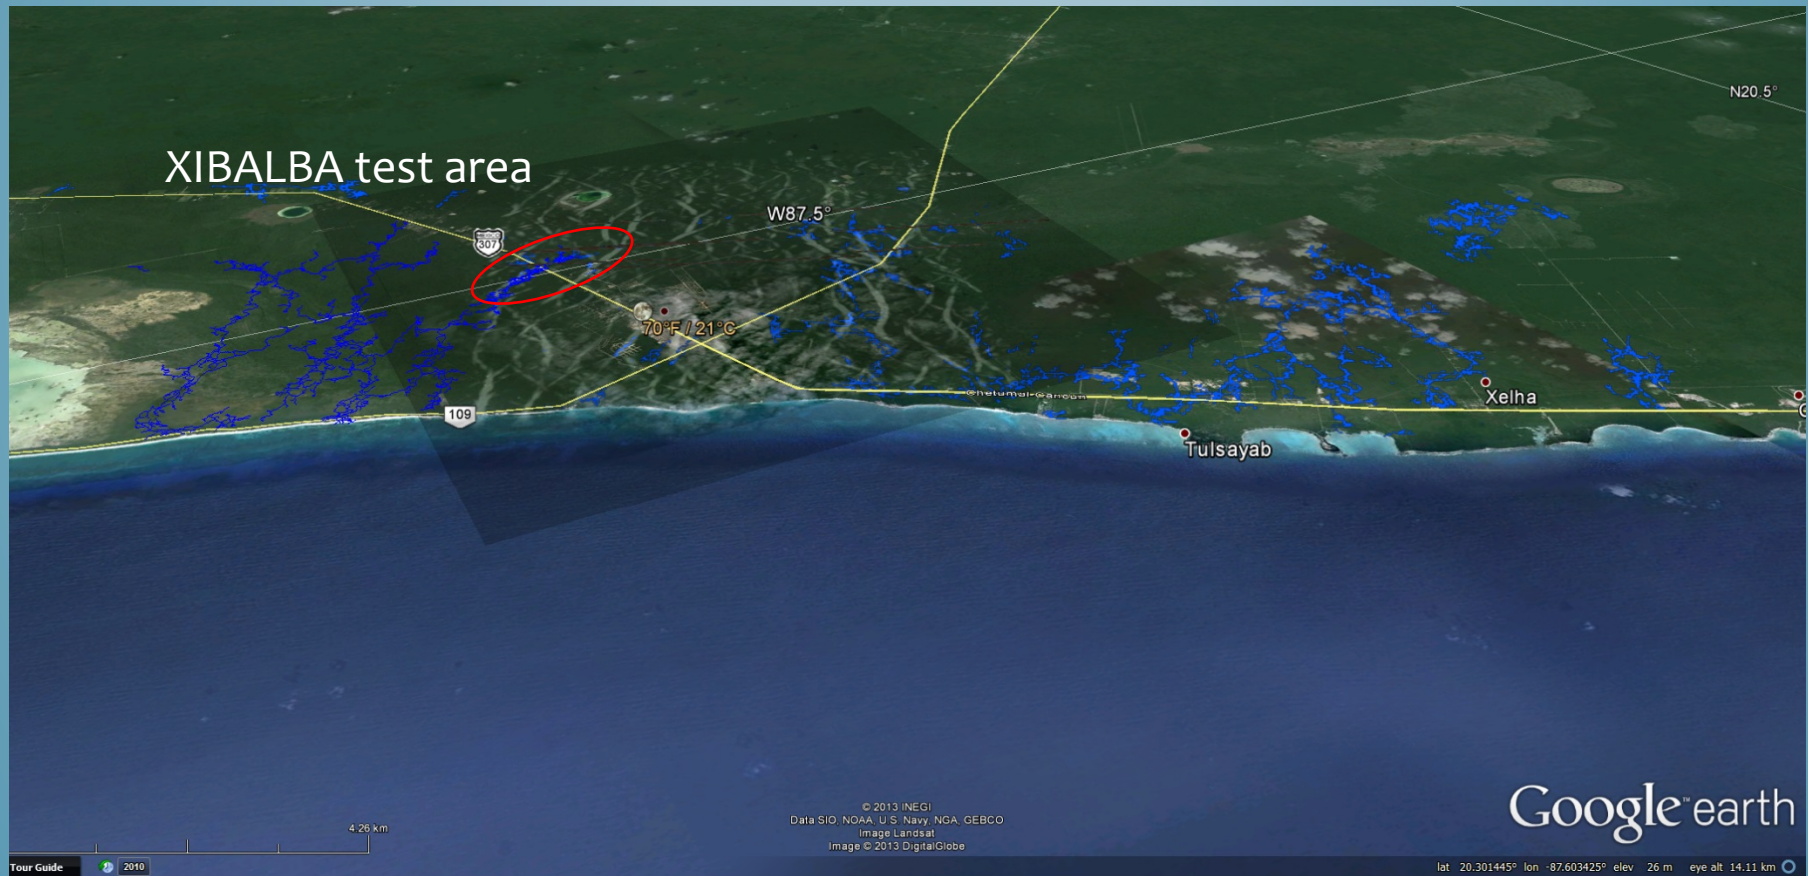 N20.5°
XIBALBA test area
W87.5°
307
70°F / 21°C
109
Chetumal-Cancun
Xelha
Tulsayab
© 2013 INEGI
Data SIO, NOAA, U.S. Navy, NGA, GEBCO
Image Landsat
Image © 2013 DigitalGlobe
Google earth
4.26 km
Tour Guide
2010
lat 20.301445° lon -87.603425° elev 26 m eye alt 14.11 km